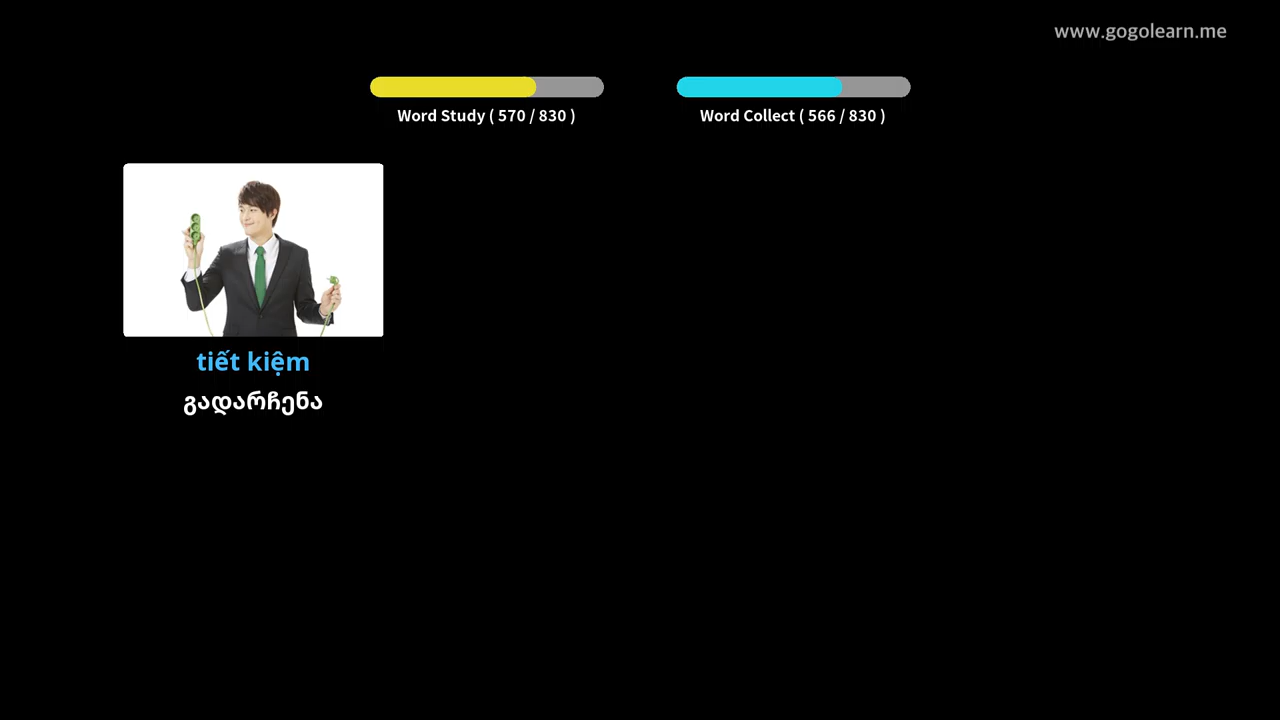 www.gogolearn.me
Word Study ( 570 / 830 )
Word Collect ( 566 / 830 )
tiết kiệm
გადარჩენა